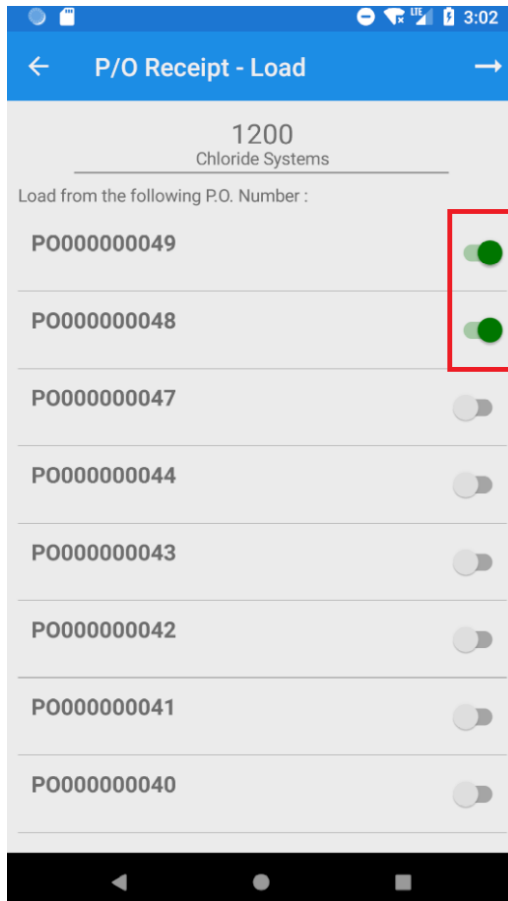 LTE 3:02
P/O Receipt - Load
1200
Chloride Systems
Load from the following P.O. Number :
PO000000049
PO000000048
PO000000047
PO000000044
PO000000043
PO000000042
PO000000041
PO000000040